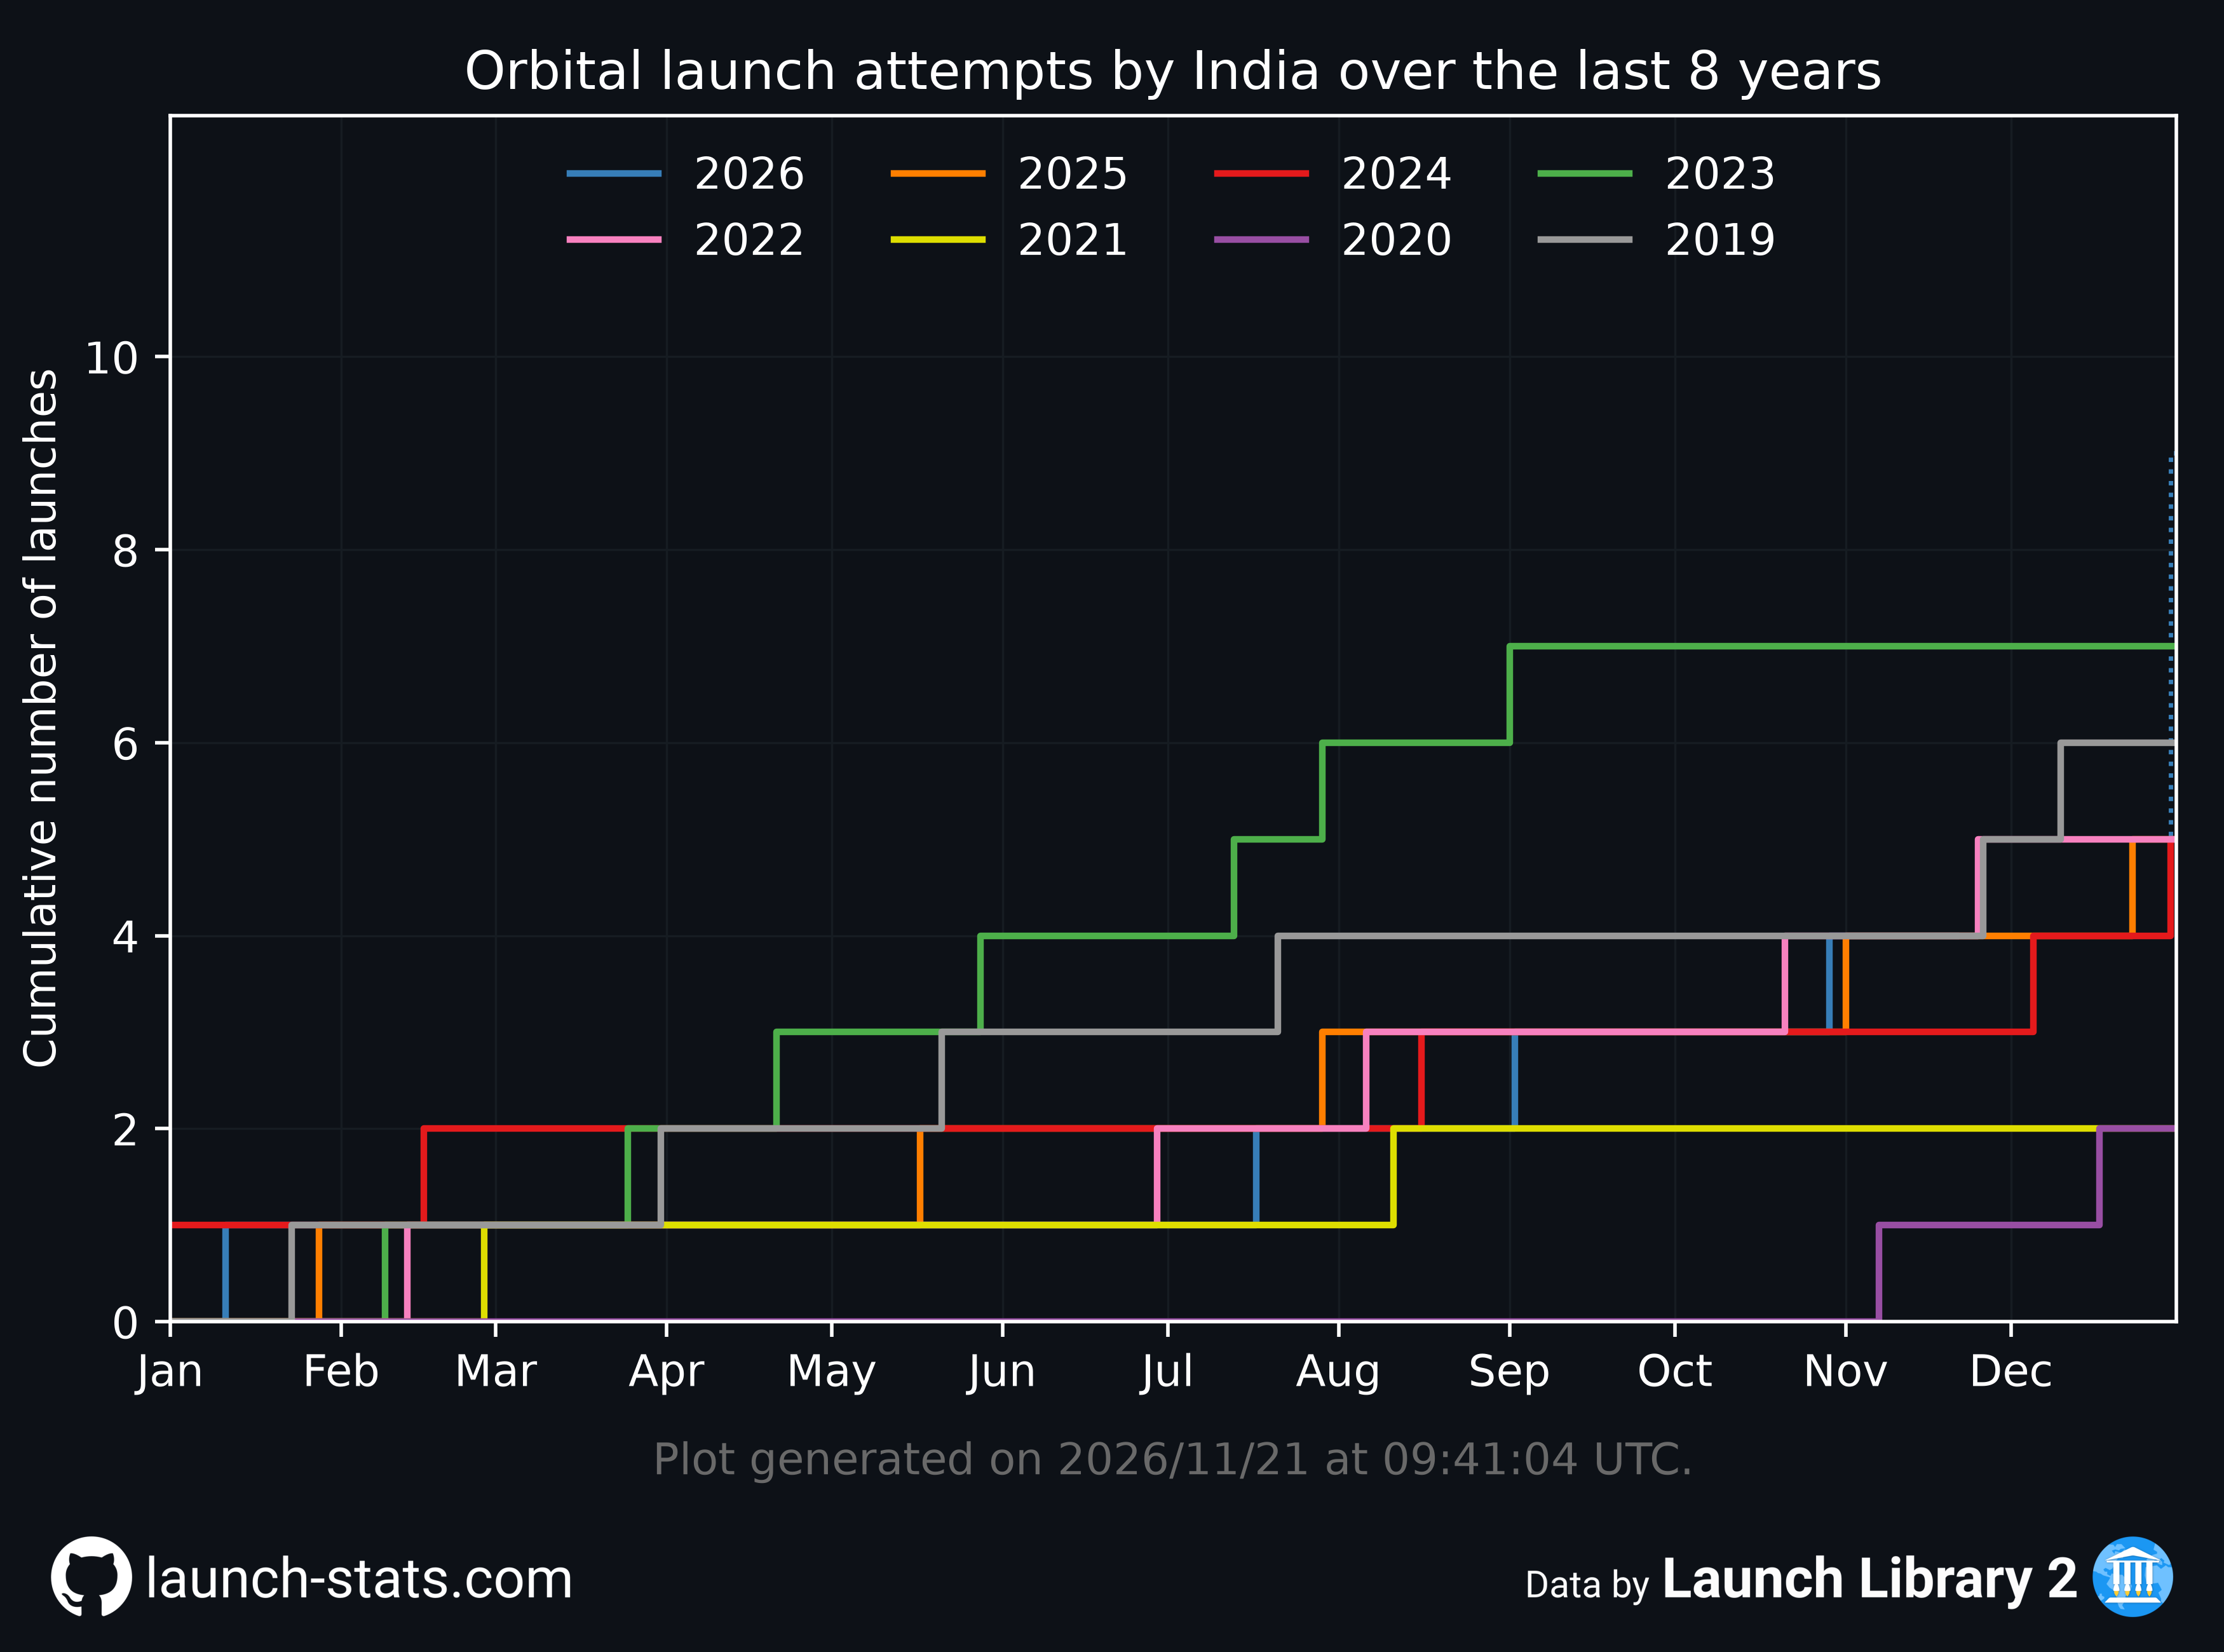 Orbital launch attempts by India over the last 8 years
2026 2025 2024 2023
2022 2021 2020 2019
Cumulative number of launches
10
8
6
4
2
0
Jan Feb Mar Apr May Jun Jul Aug Sep Oct Nov Dec
Plot generated on 2026/11/21 at 09:41:04 UTC.
launch-stats.com
Data by Launch Library 2